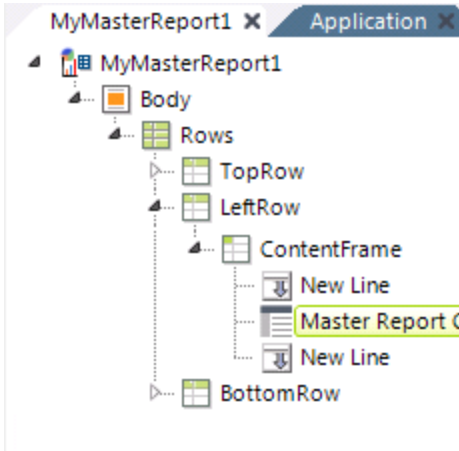 MyMasterReport1 Application
MyMasterReport1
Body
Rows
TopRow
LeftRow
ContentFrame
New Line
Master Report
New Line
BottomRow